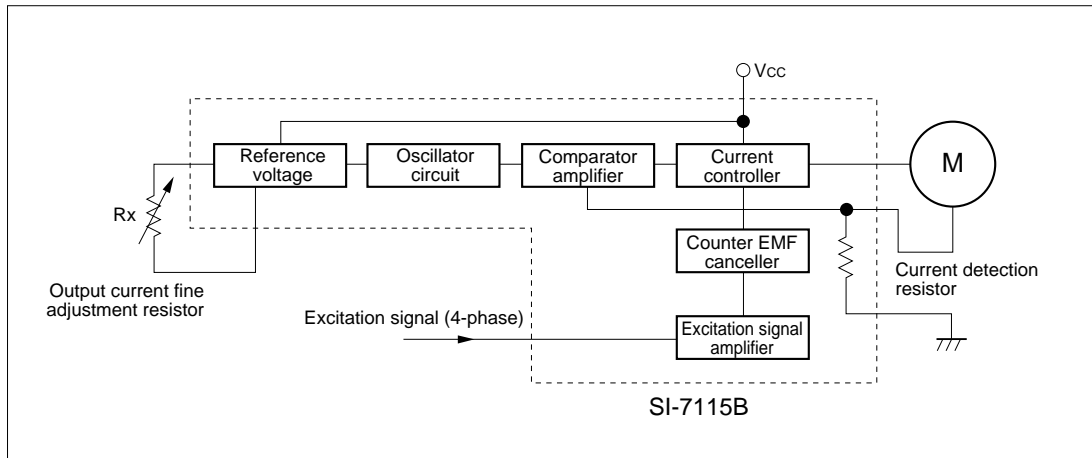 Vcc
Reference
voltage
Oscillator
circuit
Comparator
amplifier
Current
controller
M
Rx
Counter EMF
canceller
Current detection
resistor
Output current fine
adjustment resistor
Excitation signal (4-phase)
Excitation signal
amplifier
SI-7115B